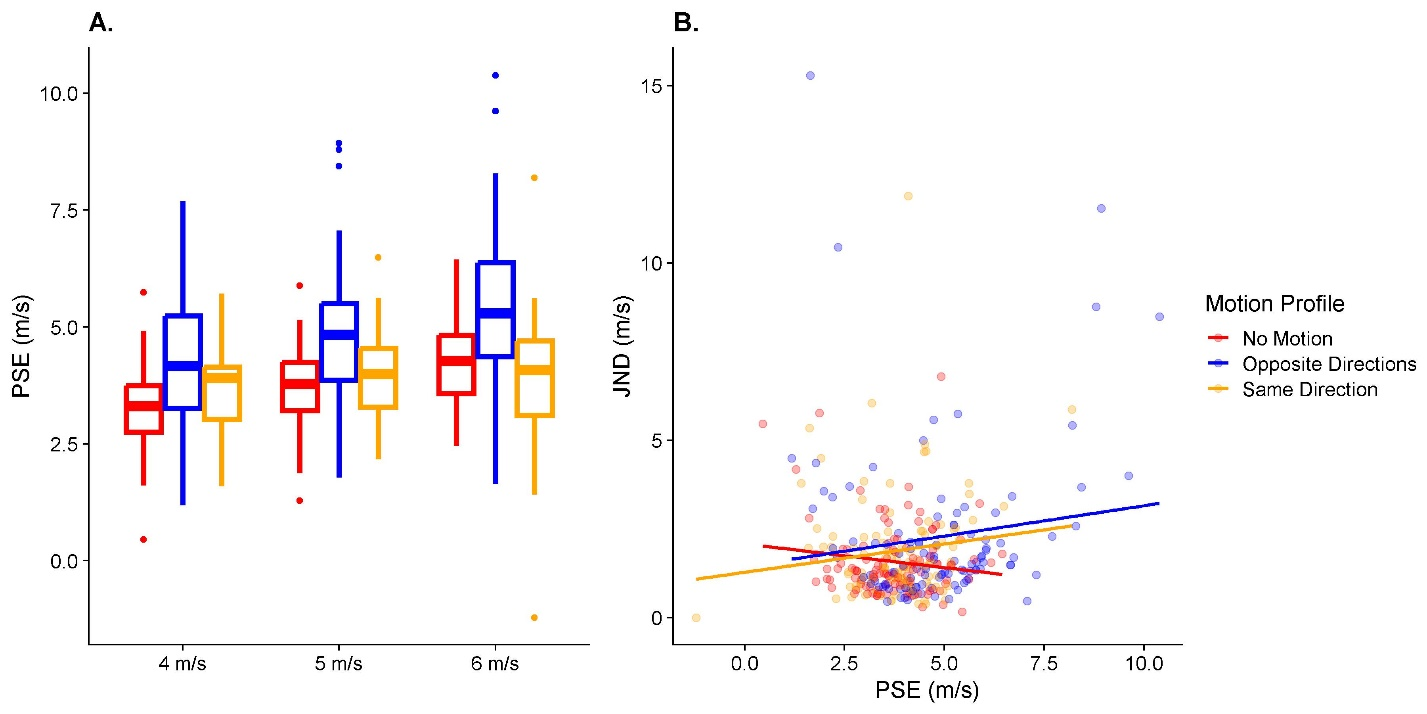 A.
PSE (m/s)
10.0
7.5
5.0
2.5
0.0
4 m/s
5 m/s
6 m/s
B.
JND (m/s)
15
10
5
0
0.0
2.5
5.0
7.5
10.0
PSE (m/s)
Motion Profile
No Motion
Opposite Directions
Same Direction